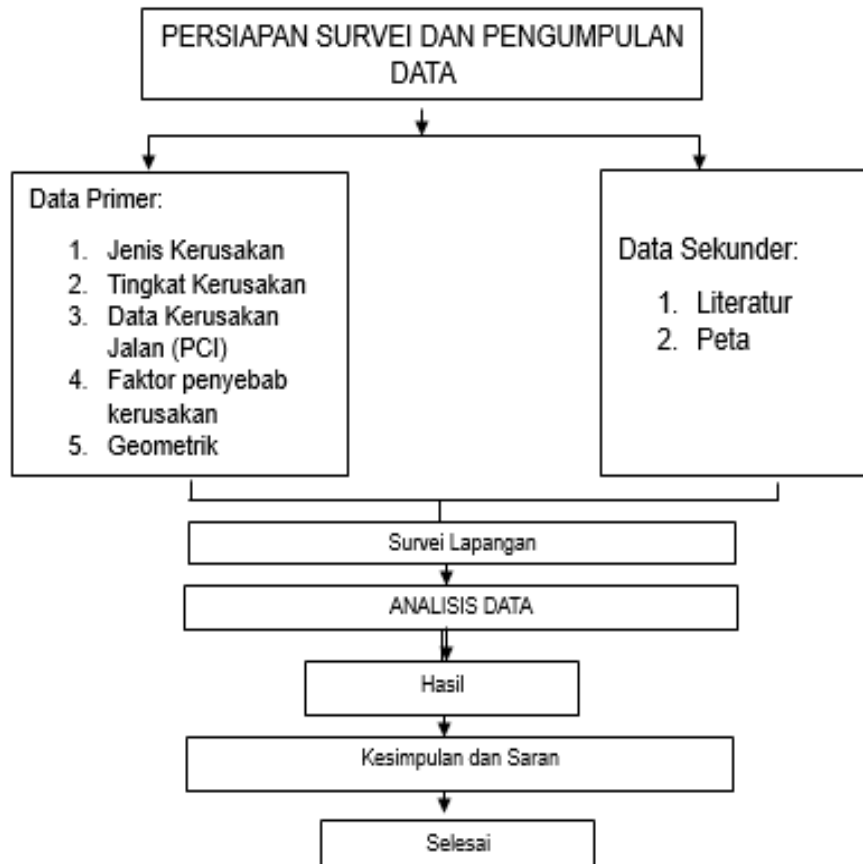 PERSIAPAN SURVEI DAN PENGUMPULAN
DATA
Data Primer:
1. Jenis Kerusakan
2. Tingkat Kerusakan
3. Data Kerusakan
Jalan (PCI)
4. Faktor penyebab
kerusakan
5. Geometrik
Data Sekunder:
1. Literatur
2. Peta
Survei Lapangan
ANALISIS DATA
Hasil
Kesimpulan dan Saran
Selesai